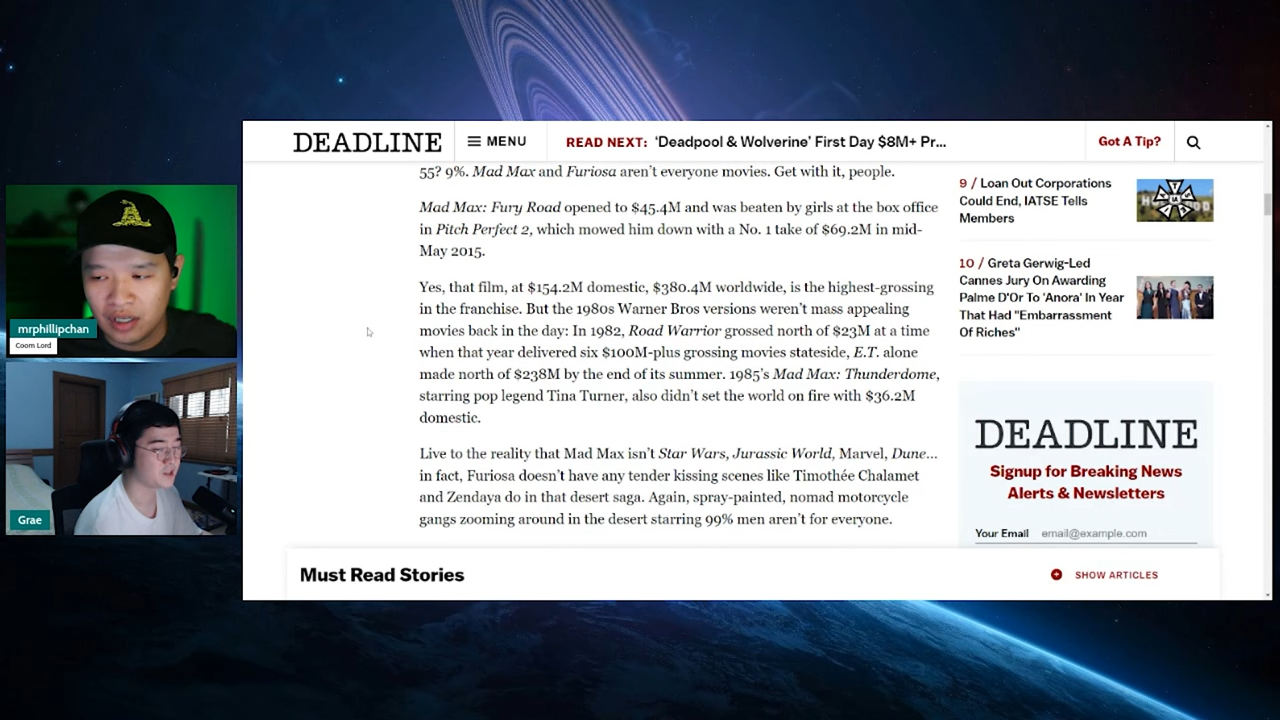 DEADLINE
MENU
READ NEXT: 'Deadpool & Wolverine' First Day $8M+ Pr...
Got A Tip?
55? 9%. Mad Max and Furiosa aren't everyone movies. Get with it, people.
Mad Max: Fury Road opened to $45.4M and was beaten by girls at the box office
in Pitch Perfect 2, which mowed him down with a No. 1 take of $69.2M in mid-
May 2015.
Yes, that film, at $154.2M domestic, $380.4M worldwide, is the highest-grossing
in the franchise. But the 1980s Warner Bros versions weren't mass appealing
movies back in the day: In 1982, Road Warrior grossed north of $23M at a time
when that year delivered six $100M-plus grossing movies stateside, E.T. alone
made north of $238M by the end of its summer. 1985's Mad Max: Thunderdome,
starring pop legend Tina Turner, also didn't set the world on fire with $36.2M
domestic.
Live to the reality that Mad Max isn't Star Wars, Jurassic World, Marvel, Dune...
in fact, Furiosa doesn't have any tender kissing scenes like Timothée Chalamet
and Zendaya do in that desert saga. Again, spray-painted, nomad motorcycle
gangs zooming around in the desert starring 99% men aren't for everyone.
9 / Loan Out Corporations
Could End, IATSE Tells
Members
10 / Greta Gerwig-Led
Cannes Jury On Awarding
Palme D'Or To 'Anora' In Year
That Had "Embarrassment
Of Riches"
DEADLINE
Signup for Breaking News
Alerts & Newsletters
Your Email email@example.com
Must Read Stories
SHOW ARTICLES
mrphillipchan
Coom Lord
Grae